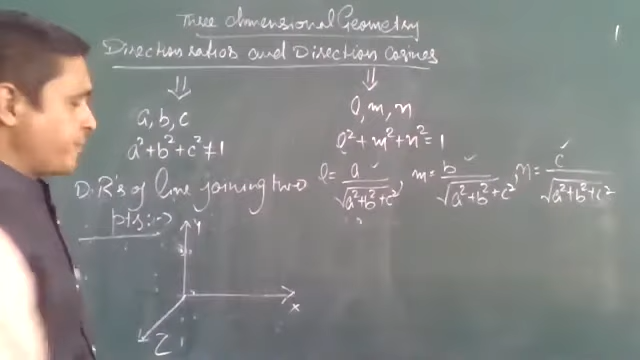 Three dimensional Geometry
1
Direction ratios and Direction Cosines
⇓ ⇓
a, b, c l, m, n
a²+b²+c²≠1 l²+m²+n²=1
D.R's of line joining two l= a/√a²+b²+c², m= b/√a²+b²+c², n= c/√a²+b²+c²
pts:→
Y
X
Z